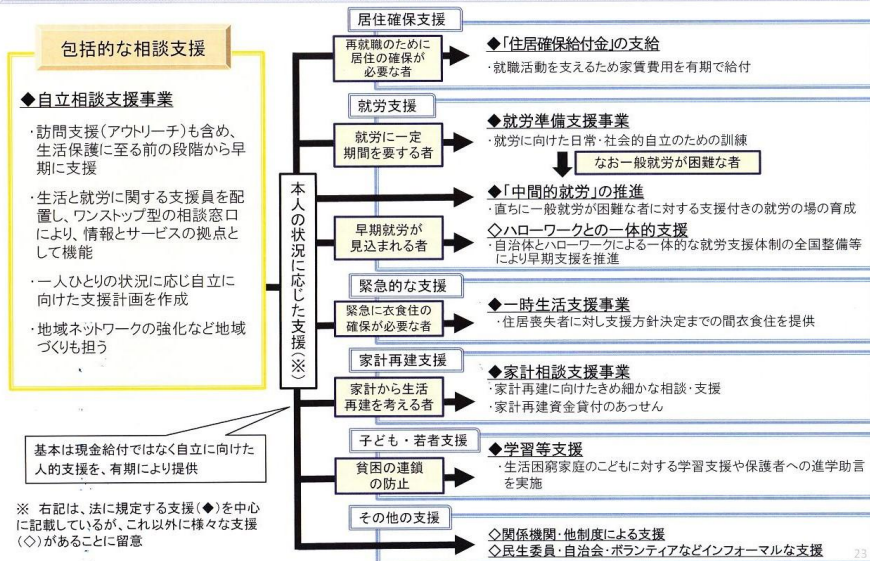 包括的な相談支援
◆自立相談支援事業
・訪問支援(アウトリーチ)も含め、
生活保護に至る前の段階から早
期に支援
・生活と就労に関する支援員を配
置し、ワンストップ型の相談窓口
により、情報とサービスの拠点と
して機能
・一人ひとりの状況に応じ自立に
向けた支援計画を作成
・地域ネットワークの強化など地域
づくりも担う
基本は現金給付ではなく自立に向けた
人的支援を、有期により提供
※ 右記は、法に規定する支援(◆)を中心
に記載しているが、これ以外に様々な支援
(◇)があることに留意
本人の状況に応じた支援(※)
居住確保支援
再就職のために
居住の確保が
必要な者
◆「住居確保給付金」の支給
・就職活動を支えるため家賃費用を有期で給付
就労支援
就労に一定
期間を要する者
◆就労準備支援事業
・就労に向けた日常・社会的自立のための訓練
なお一般就労が困難な者
◆「中間的就労」の推進
・直ちに一般就労が困難な者に対する支援付きの就労の場の育成
早期就労が
見込まれる者
◇ハローワークとの一体的支援
・自治体とハローワークによる一体的な就労支援体制の全国整備等
により早期支援を推進
緊急的な支援
緊急に衣食住の
確保が必要な者
◆一時生活支援事業
・住居喪失者に対し支援方針決定までの間衣食住を提供
家計再建支援
家計から生活
再建を考える者
◆家計相談支援事業
・家計再建に向けたきめ細かな相談・支援
・家計再建資金貸付のあっせん
子ども・若者支援
貧困の連鎖
の防止
◆学習等支援
・生活困窮家庭のこどもに対する学習支援や保護者への進学助言
を実施
その他の支援
◇関係機関・他制度による支援
◇民生委員・自治会・ボランティアなどインフォーマルな支援
23